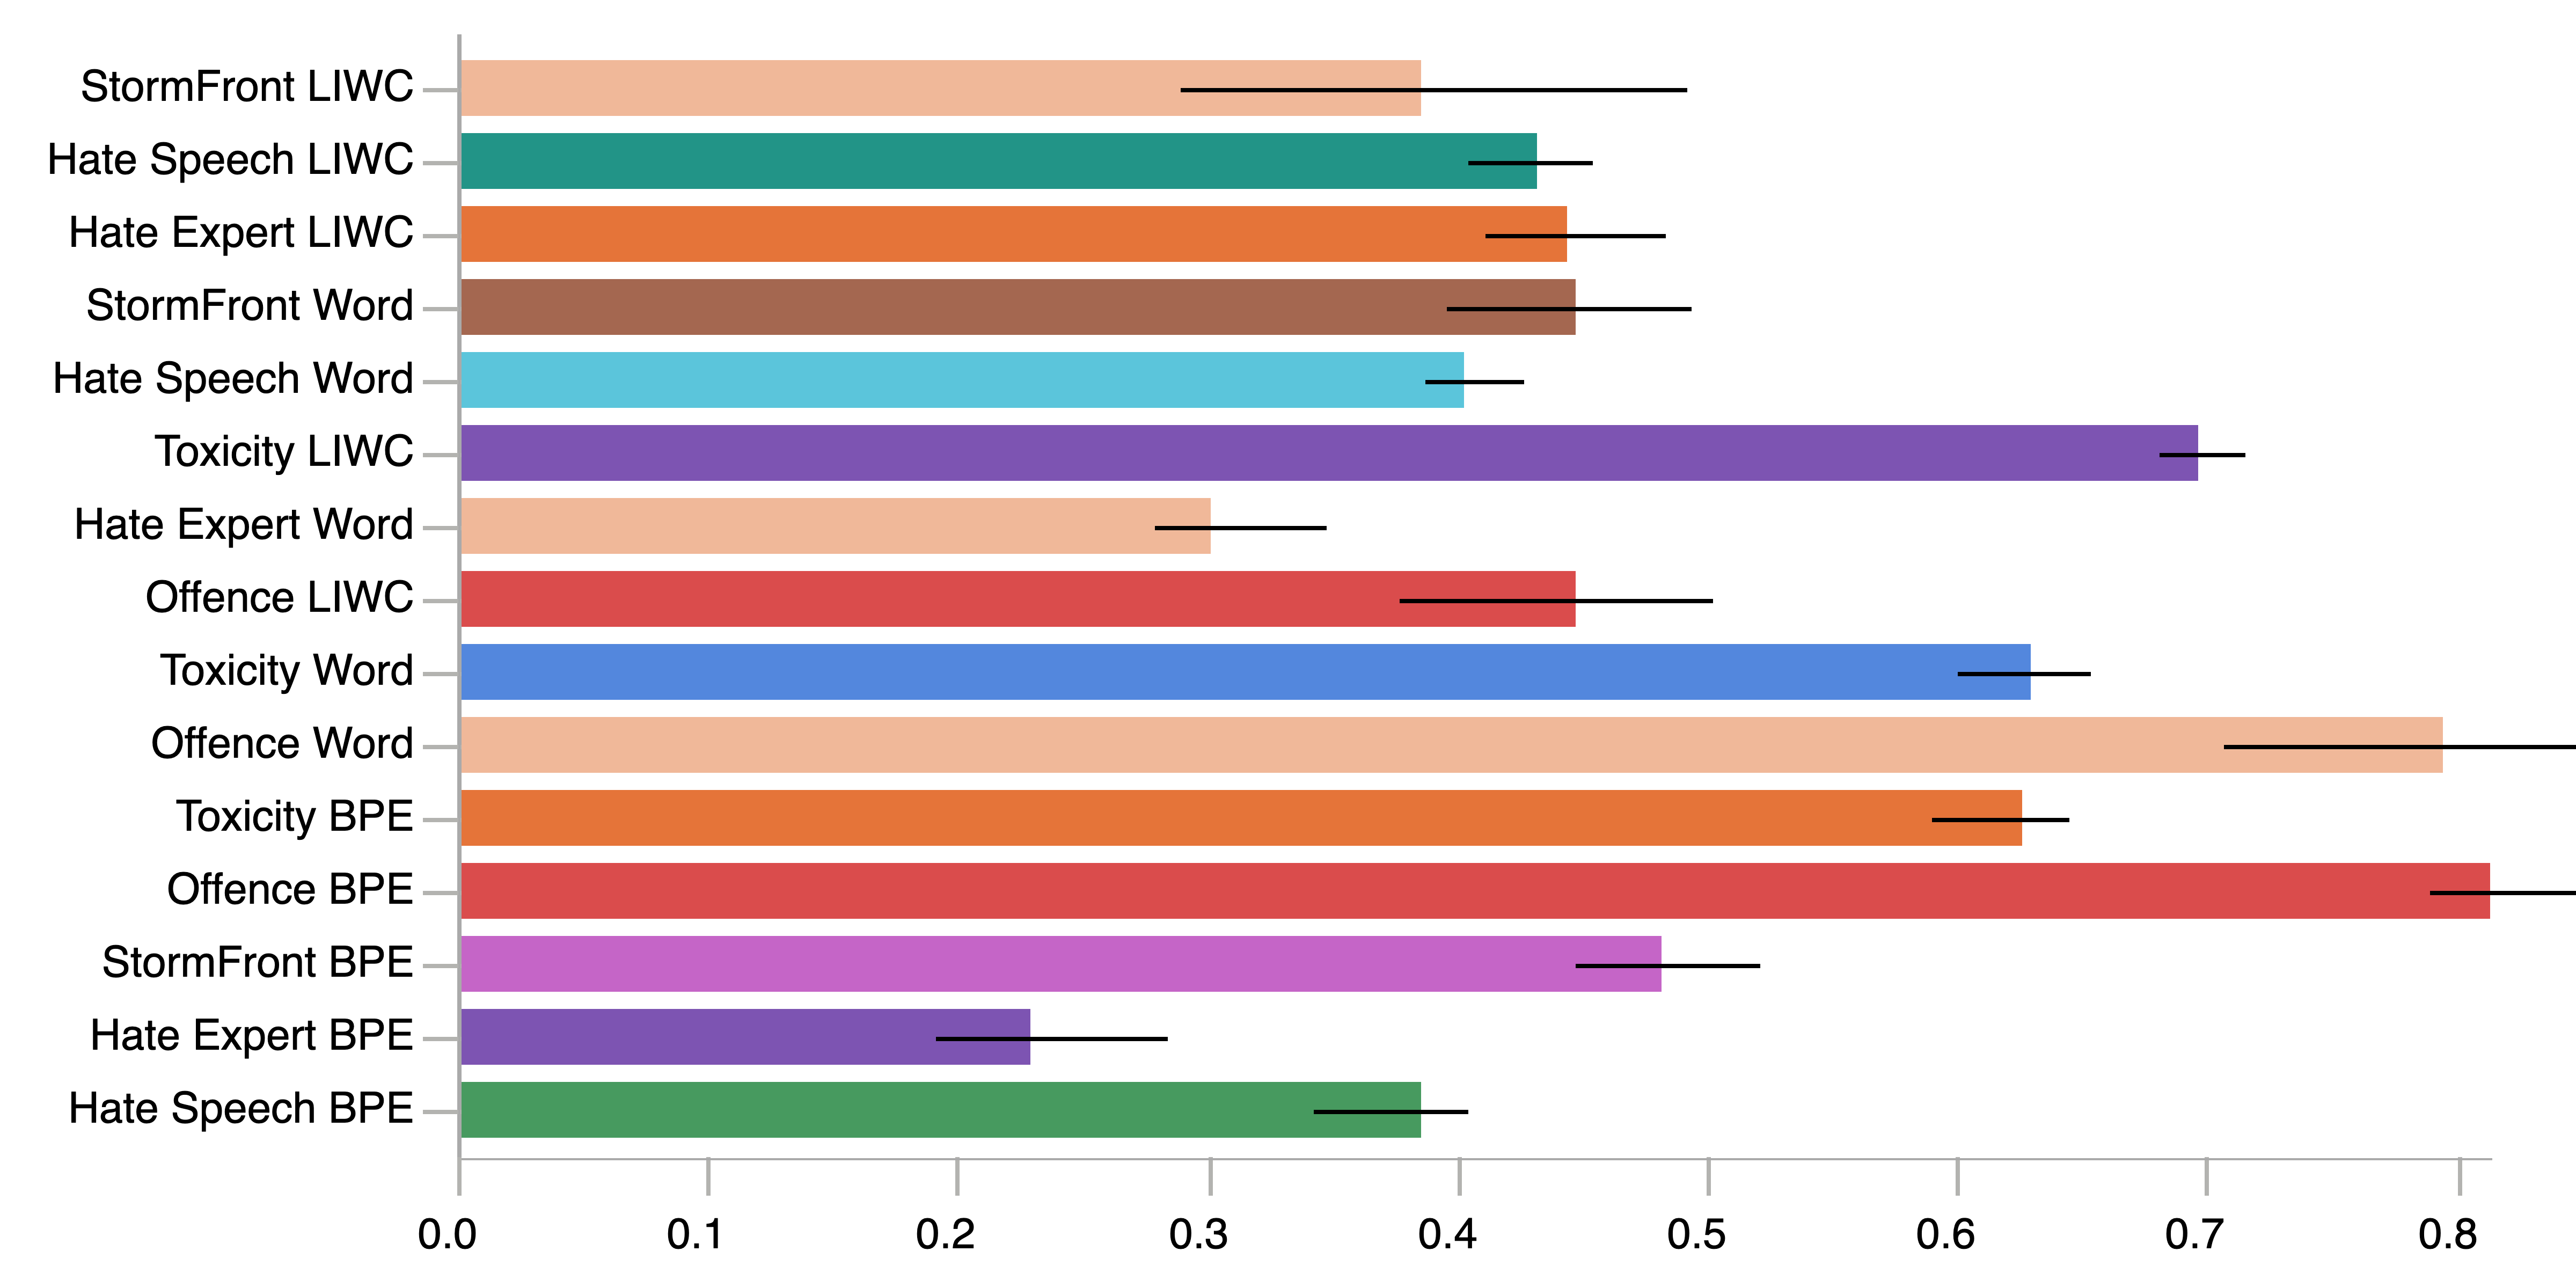 StormFront LIWC
Hate Speech LIWC
Hate Expert LIWC
StormFront Word
Hate Speech Word
Toxicity LIWC
Hate Expert Word
Offence LIWC
Toxicity Word
Offence Word
Toxicity BPE
Offence BPE
StormFront BPE
Hate Expert BPE
Hate Speech BPE
0.0 0.1 0.2 0.3 0.4 0.5 0.6 0.7 0.8